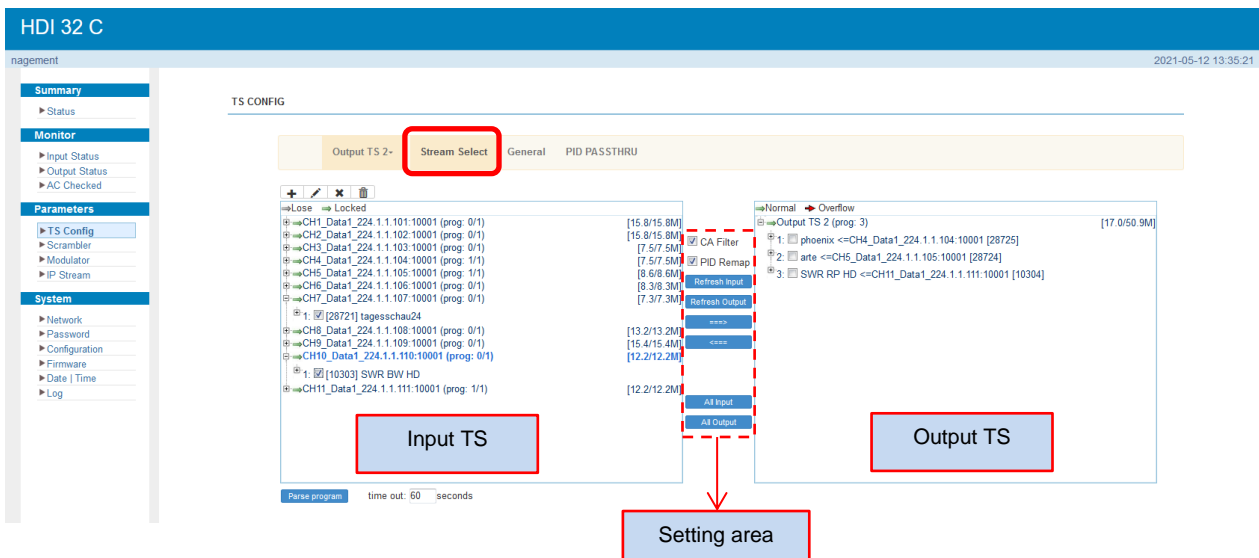 HDI 32 C
nagement
2021-05-12 13:35:21
Summary
Status
Monitor
Input Status
Output Status
AC Checked
Parameters
TS Config
Scrambler
Modulator
IP Stream
System
Network
Password
Configuration
Firmware
Date | Time
Log
TS CONFIG
Output TS 2
Stream Select
General
PID PASSTHRU
Lose Locked
CH1_Data1_224.1.1.101:10001 (prog: 0/1) [15.8/15.8M]
CH2_Data1_224.1.1.102:10001 (prog: 0/1) [15.8/15.8M]
CH3_Data1_224.1.1.103:10001 (prog: 0/1) [7.5/7.5M]
CH4_Data1_224.1.1.104:10001 (prog: 1/1) [7.5/7.5M]
CH5_Data1_224.1.1.105:10001 (prog: 1/1) [8.6/8.6M]
CH6_Data1_224.1.1.106:10001 (prog: 0/1) [8.3/8.3M]
CH7_Data1_224.1.1.107:10001 (prog: 0/1) [7.3/7.3M]
1: [28721] tagesschau24
CH8_Data1_224.1.1.108:10001 (prog: 0/1) [13.2/13.2M]
CH9_Data1_224.1.1.109:10001 (prog: 0/1) [15.4/15.4M]
CH10_Data1_224.1.1.110:10001 (prog: 0/1) [12.2/12.2M]
1: [10303] SWR BW HD
CH11_Data1_224.1.1.111:10001 (prog: 1/1) [12.2/12.2M]
Input TS
Parse program time out: 60 seconds
CA Filter
PID Remap
Refresh Input
Refresh Output
===>
<===
All Input
All Output
Setting area
Normal Overflow
Output TS 2 (prog: 3) [17.0/50.9M]
1: phoenix <=CH4_Data1_224.1.1.104:10001 [28725]
2: arte <=CH5_Data1_224.1.1.105:10001 [28724]
3: SWR RP HD <=CH11_Data1_224.1.1.111:10001 [10304]
Output TS